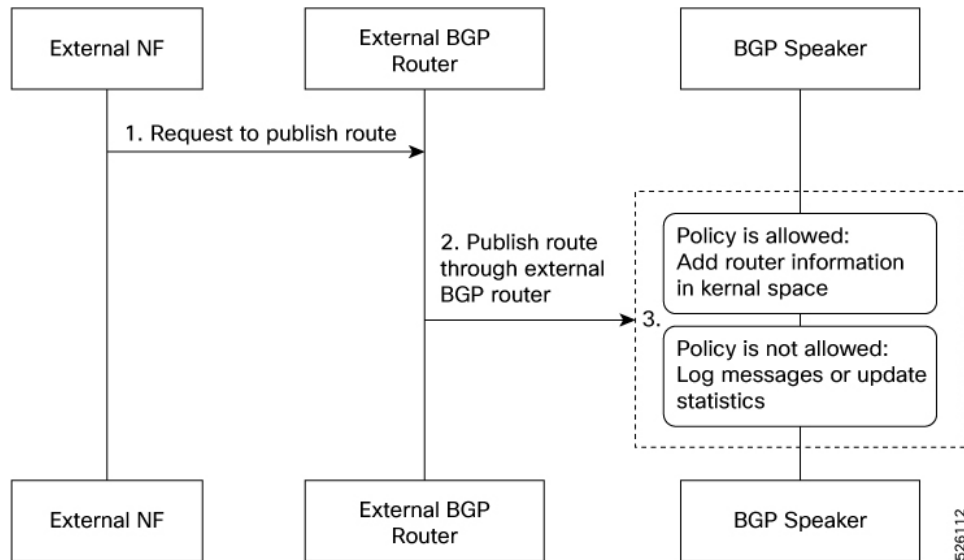 External NF
External BGP
Router
BGP Speaker
1. Request to publish route
2. Publish route
through external
BGP router
3.
Policy is allowed:
Add router information
in kernal space
Policy is not allowed:
Log messages or update
statistics
External NF
External BGP
Router
BGP Speaker
526112